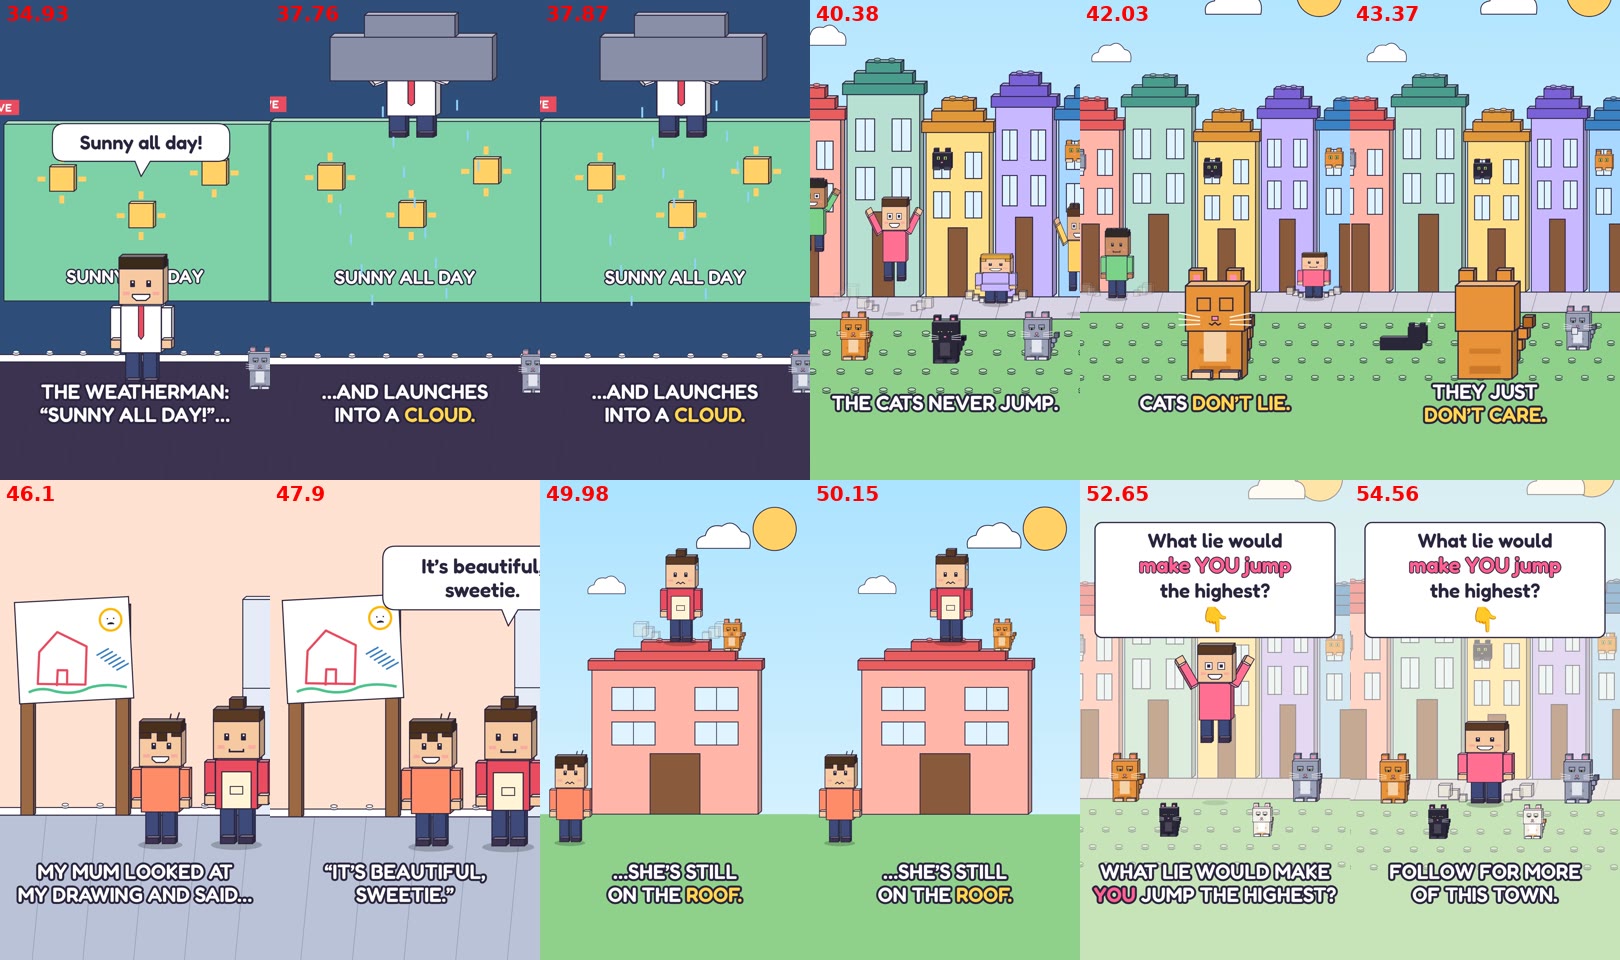 34.93
VE
Sunny all day!
SUNNY DAY
THE WEATHERMAN:
“SUNNY ALL DAY!”...
37.76
VE
SUNNY ALL DAY
...AND LAUNCHES
INTO A CLOUD.
37.87
VE
SUNNY ALL DAY
...AND LAUNCHES
INTO A CLOUD.
40.38
THE CATS NEVER JUMP.
42.03
CATS DON’T LIE.
43.37
THEY JUST
DON’T CARE.
46.1
MY MUM LOOKED AT
MY DRAWING AND SAID...
47.9
It’s beautiful,
sweetie.
“IT’S BEAUTIFUL,
SWEETIE.”
49.98
...SHE’S STILL
ON THE ROOF.
50.15
...SHE’S STILL
ON THE ROOF.
52.65
What lie would
make YOU jump
the highest?
WHAT LIE WOULD MAKE
YOU JUMP THE HIGHEST?
54.56
What lie would
make YOU jump
the highest?
FOLLOW FOR MORE
OF THIS TOWN.